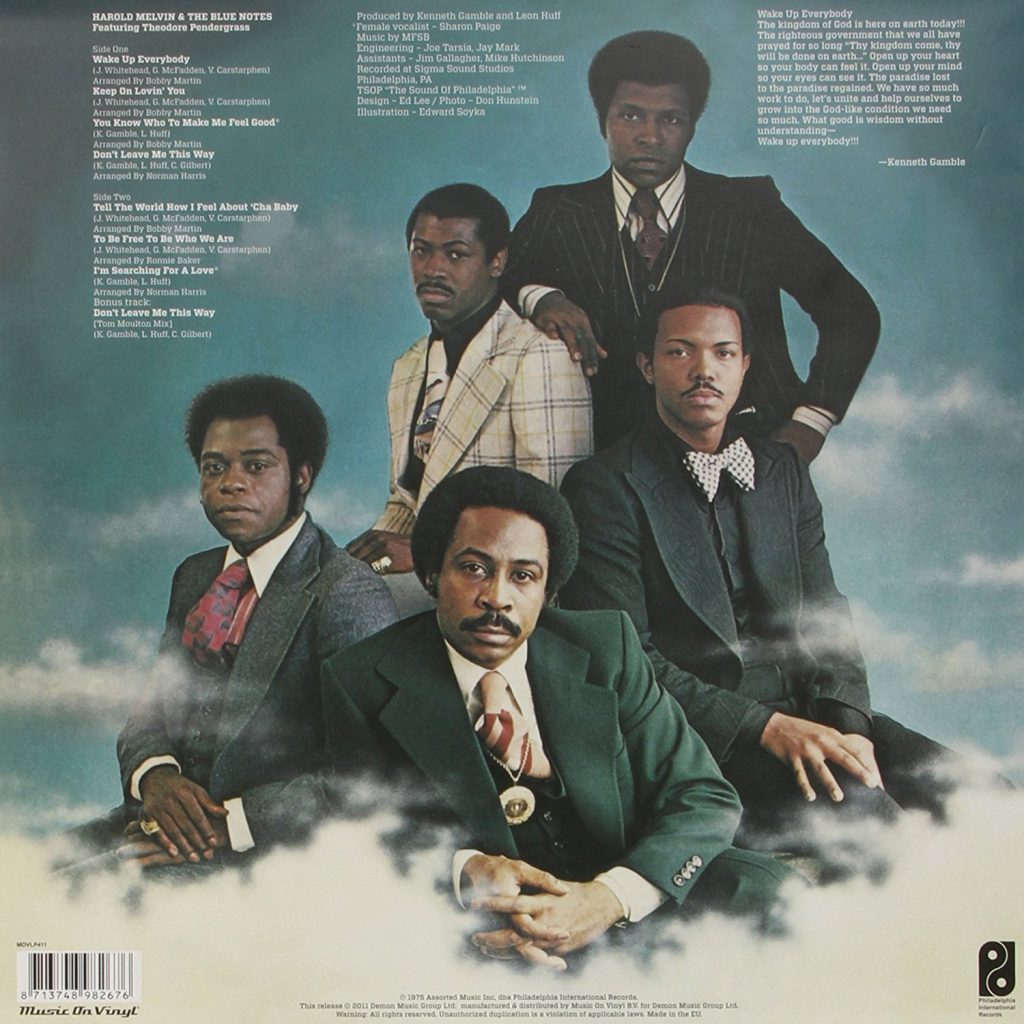 HAROLD MELVIN & THE BLUE NOTES
Featuring Theodore Pendergrass
Side One
Wake Up Everybody
(J. Whitehead, G. McFadden, V. Carstarphen)
Arranged By Bobby Martin
Keep On Lovin' You
(J. Whitehead, G. McFadden, V. Carstarphen)
Arranged By Bobby Martin
You Know Who To Make Me Feel Good*
(K. Gamble, L. Huff)
Arranged By Bobby Martin
Don't Leave Me This Way
(K. Gamble, L. Huff, C. Gilbert)
Arranged By Norman Harris
Side Two
Tell The World How I Feel About 'Cha Baby
(J. Whitehead, G. McFadden, V. Carstarphen)
Arranged By Bobby Martin
To Be Free To Be Who We Are
(J. Whitehead, G. McFadden, V. Carstarphen)
Arranged By Ronnie Baker
I'm Searching For A Love*
(K. Gamble, L. Huff)
Arranged By Norman Harris
Bonus track:
Don't Leave Me This Way
[Tom Moulton Mix]
(K. Gamble, L. Huff, C. Gilbert)
Produced by Kenneth Gamble and Leon Huff
*Female vocalist – Sharon Paige
Music by MFSB
Engineering – Joe Tarsia, Jay Mark
Assistants – Jim Gallagher, Mike Hutchinson
Recorded at Sigma Sound Studios
Philadelphia, PA
TSOP "The Sound Of Philadelphia" ™
Design – Ed Lee / Photo – Don Hunstein
Illustration – Edward Soyka
Wake Up Everybody
The kingdom of God is here on earth today!!!
The righteous government that we all have
prayed for so long "Thy kingdom come, thy
will be done on earth..." Open up your heart
so your body can feel it. Open up your mind
so your eyes can see it. The paradise lost
to the paradise regained. We have so much
work to do, let's unite and help ourselves to
grow into the God-like condition we need
so much. What good is wisdom without
understanding—
Wake up everybody!!!
—Kenneth Gamble
MOVLP411
8 713748 982676
Music On Vinyl
℗ 1975 Assorted Music Inc, dba Philadelphia International Records.
This release © 2011 Demon Music Group Ltd: manufactured & distributed by Music On Vinyl B.V. for Demon Music Group Ltd.
Warning: All rights reserved. Unauthorized duplication is a violation of applicable laws. Made in the EU.
Philadelphia
International
Records